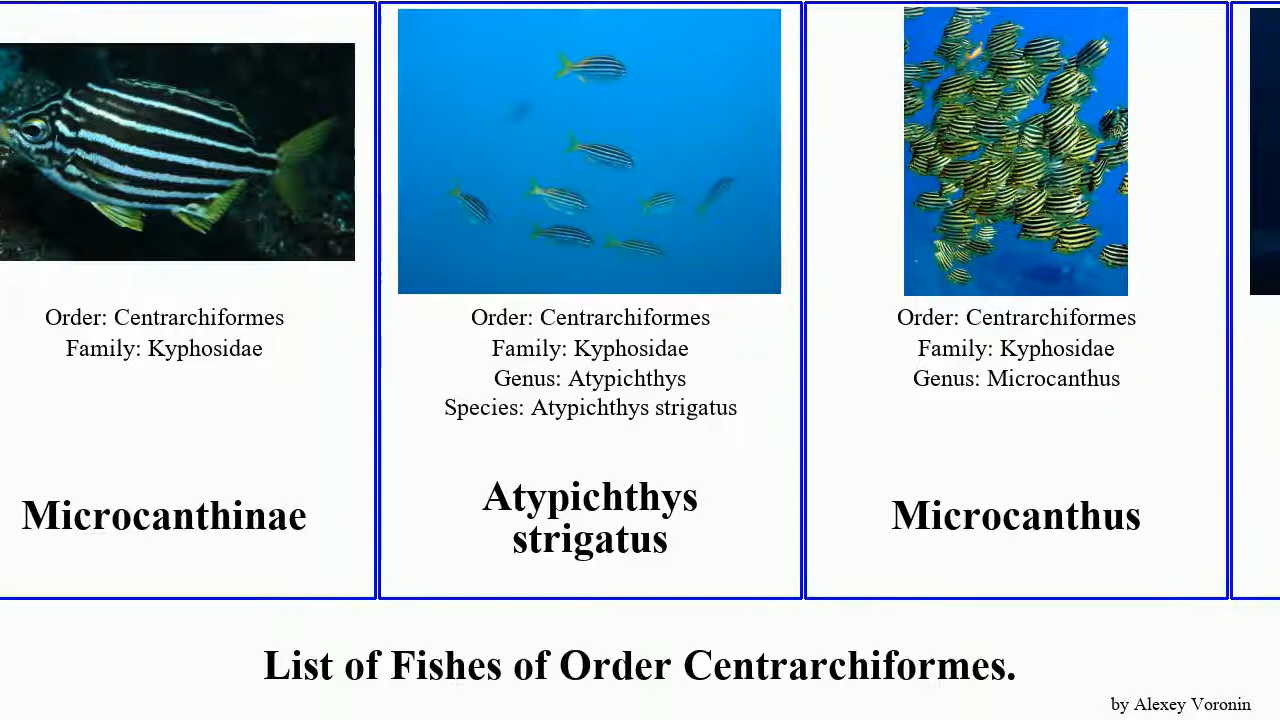 Order: Centrarchiformes
Family: Kyphosidae
Microcanthinae
Order: Centrarchiformes
Family: Kyphosidae
Genus: Atypichthys
Species: Atypichthys strigatus
Atypichthys
strigatus
Order: Centrarchiformes
Family: Kyphosidae
Genus: Microcanthus
Microcanthus
List of Fishes of Order Centrarchiformes.
by Alexey Voronin